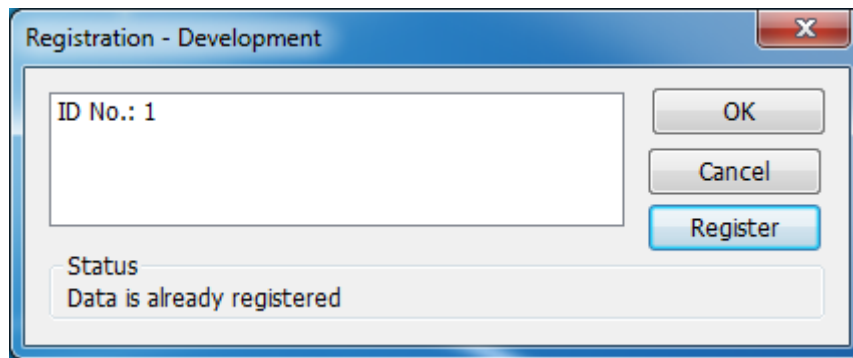 Registration - Development
ID No.: 1
OK
Cancel
Register
Status
Data is already registered